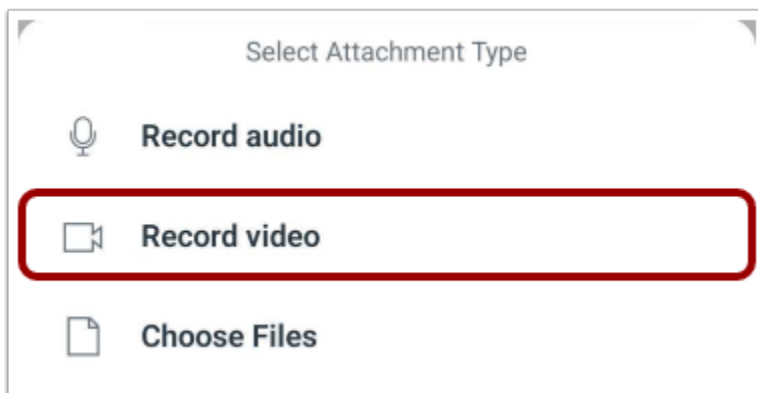 Select Attachment Type
Record audio
Record video
Choose Files